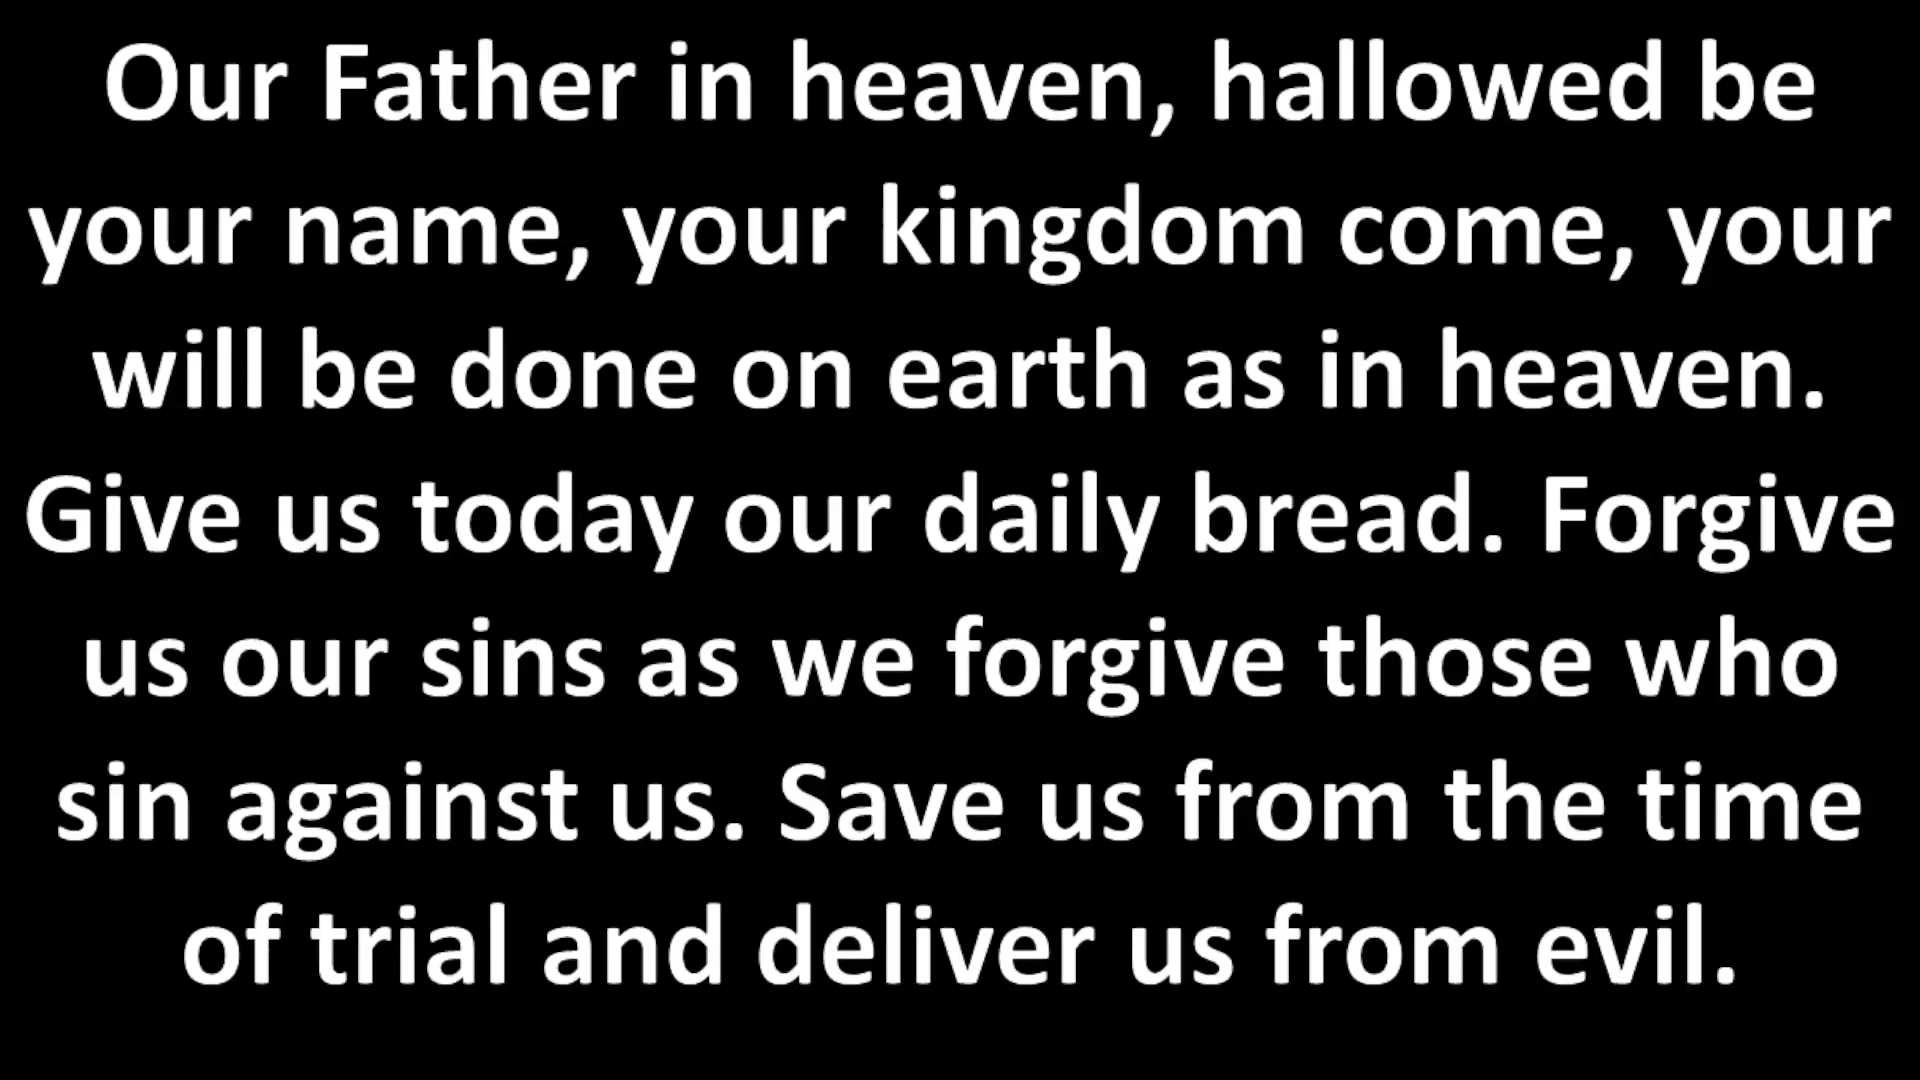 Our Father in heaven, hallowed be
your name, your kingdom come, your
will be done on earth as in heaven.
Give us today our daily bread. Forgive
us our sins as we forgive those who
sin against us. Save us from the time
of trial and deliver us from evil.